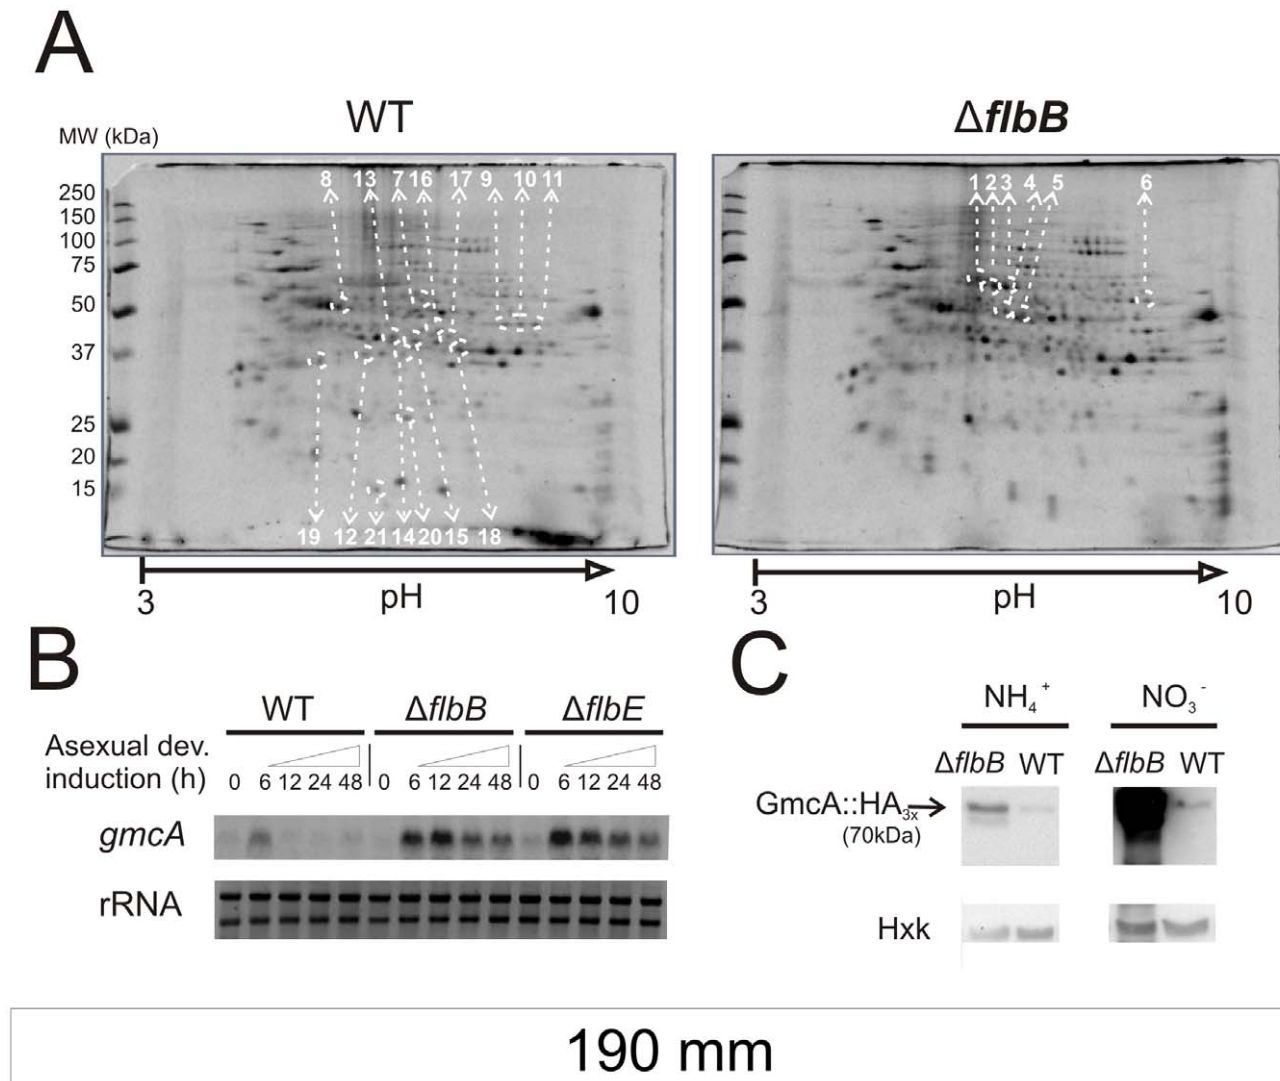 A
WT
ΔflbB
MW (kDa)
250
150
100
75
50
37
25
20
15
8 13 7 16 17 9 10 11
19 12 21 14 20 15 18
1 2 3 4 5 6
3 pH 10
3 pH 10
B
WT ΔflbB ΔflbE
Asexual dev.
induction (h) 0 6 12 24 48 0 6 12 24 48 0 6 12 24 48
gmcA
rRNA
C
NH₄⁺ NO₃⁻
ΔflbB WT ΔflbB WT
GmcA::HA₃ₓ
(70kDa)
Hxk
190 mm